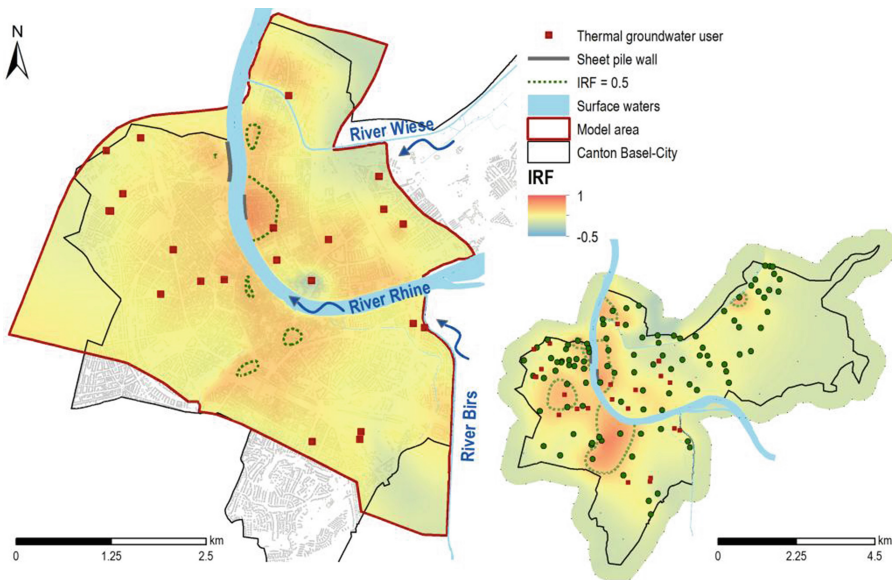 N
Thermal groundwater user
Sheet pile wall
IRF = 0.5
Surface waters
Model area
Canton Basel-City
IRF
1
-0.5
River Wiese
River Rhine
River Birs
km
0 1.25 2.5
km
0 2.25 4.5